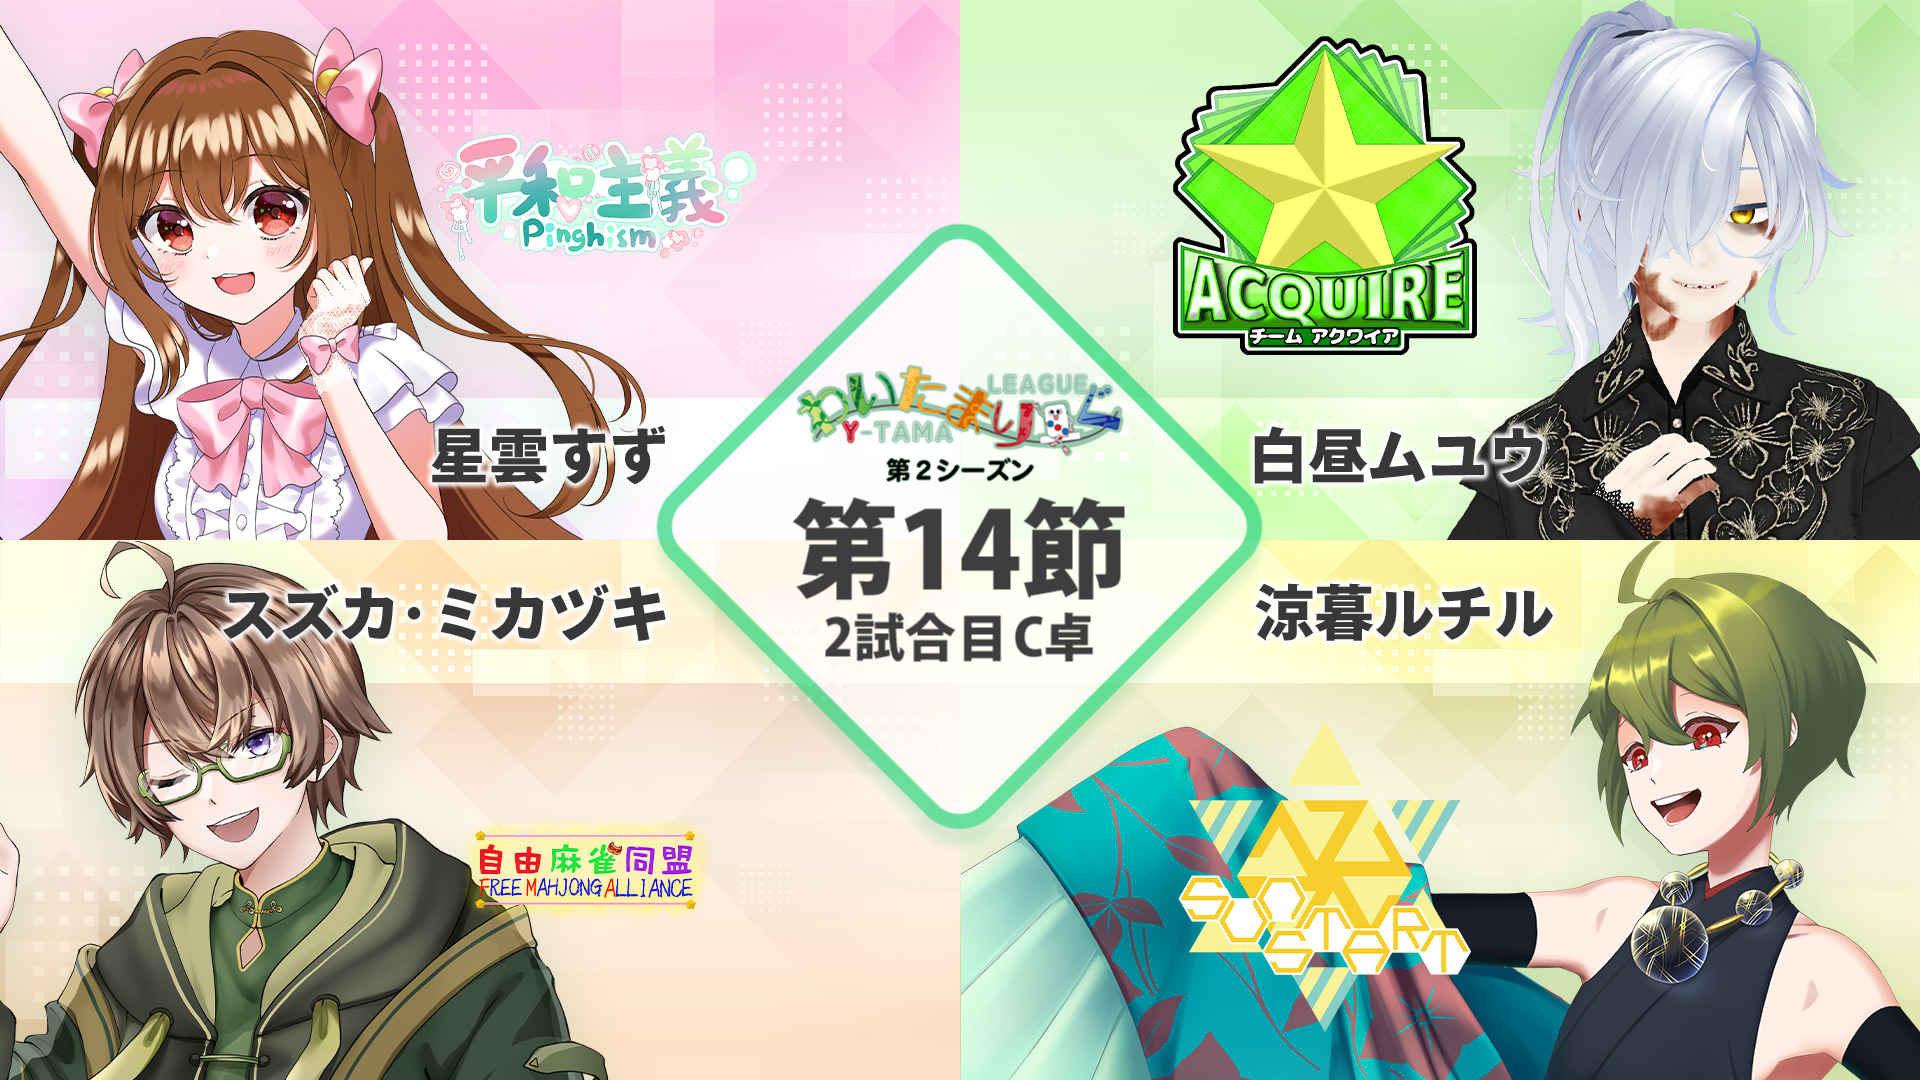 平和主義
Pinghism
ACQUIRE
チーム アクワイア
星雲すず
白昼ムユウ
わいたまりーぐ
LEAGUE
Y-TAMA
第2シーズン
第14節
2試合目C卓
スズカ・ミカヅキ
涼暮ルチル
自由麻雀同盟
FREE MAHJONG ALLIANCE
SUOSTART